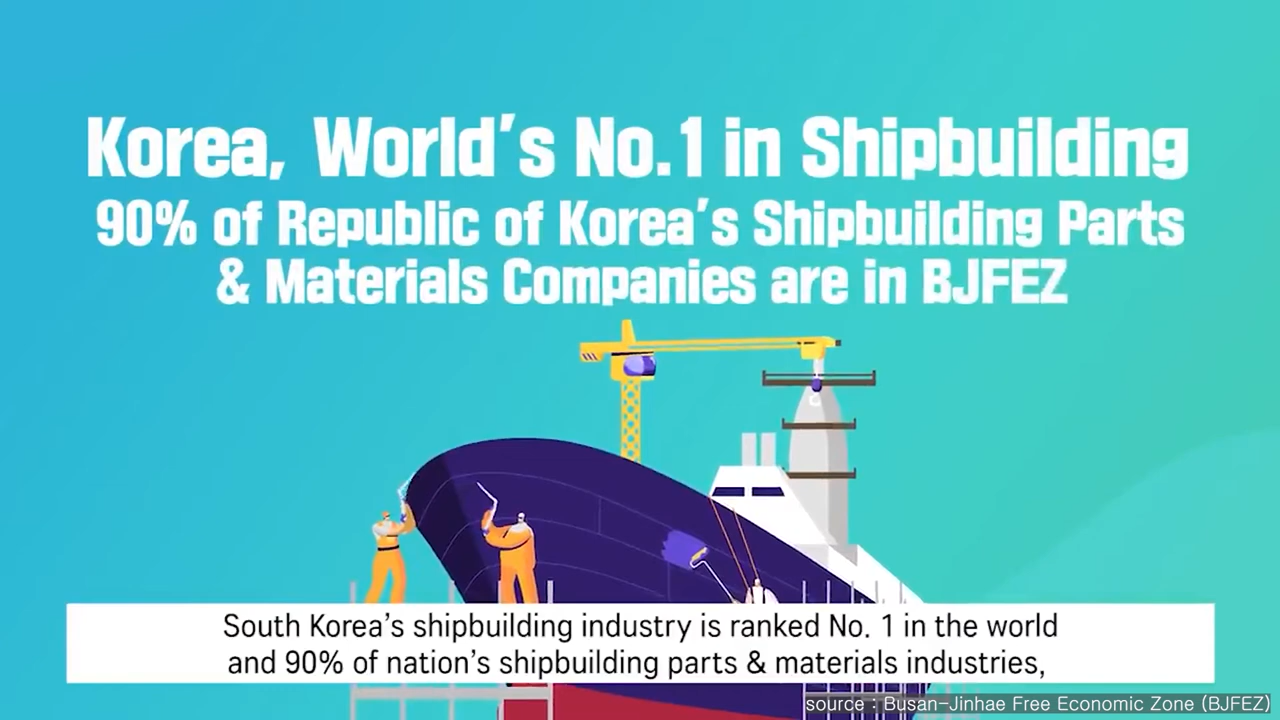 Korea, World's No.1 in Shipbuilding
90% of Republic of Korea's Shipbuilding Parts
& Materials Companies are in BJFEZ
South Korea's shipbuilding industry is ranked No. 1 in the world
and 90% of nation's shipbuilding parts & materials industries,
source : Busan-Jinhae Free Economic Zone (BJFEZ)